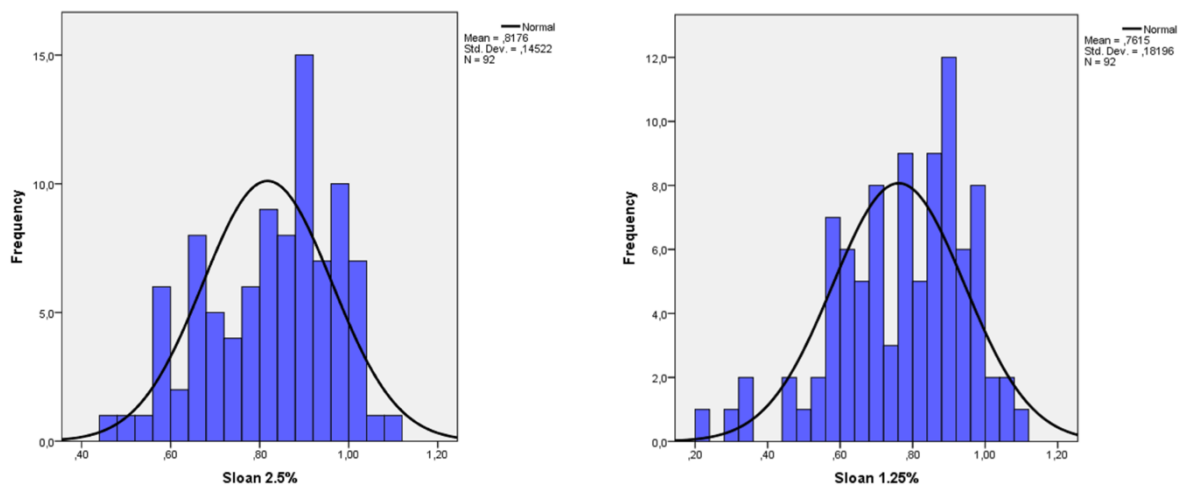 Normal
Mean = ,8176
Std. Dev. = ,14522
N = 92
15,0
10,0
5,0
0,0
Frequency
,40 ,60 ,80 1,00 1,20
Sloan 2.5%
Normal
Mean = ,7615
Std. Dev. = ,18196
N = 92
12,0
10,0
8,0
6,0
4,0
2,0
0,0
Frequency
,20 ,40 ,60 ,80 1,00 1,20
Sloan 1.25%